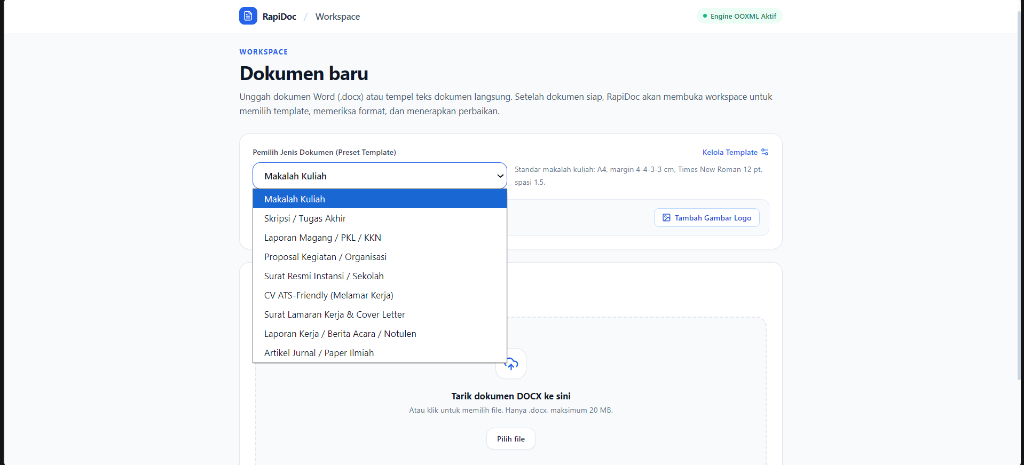 RapiDoc / Workspace
Engine OOXML Aktif
WORKSPACE
Dokumen baru
Unggah dokumen Word (.docx) atau tempel teks dokumen langsung. Setelah dokumen siap, RapiDoc akan membuka workspace untuk
memilih template, memeriksa format, dan menerapkan perbaikan.
Pemilih Jenis Dokumen (Preset Template)
Kelola Template
Makalah Kuliah
Standar makalah kuliah: A4, margin 4-4-3-3 cm, Times New Roman 12 pt,
spasi 1.5.
Makalah Kuliah
Skripsi / Tugas Akhir
Laporan Magang / PKL / KKN
Proposal Kegiatan / Organisasi
Surat Resmi Instansi / Sekolah
CV ATS-Friendly (Melamar Kerja)
Surat Lamaran Kerja & Cover Letter
Laporan Kerja / Berita Acara / Notulen
Artikel Jurnal / Paper Ilmiah
Tambah Gambar Logo
Tarik dokumen DOCX ke sini
Atau klik untuk memilih file. Hanya .docx, maksimum 20 MB.
Pilih file